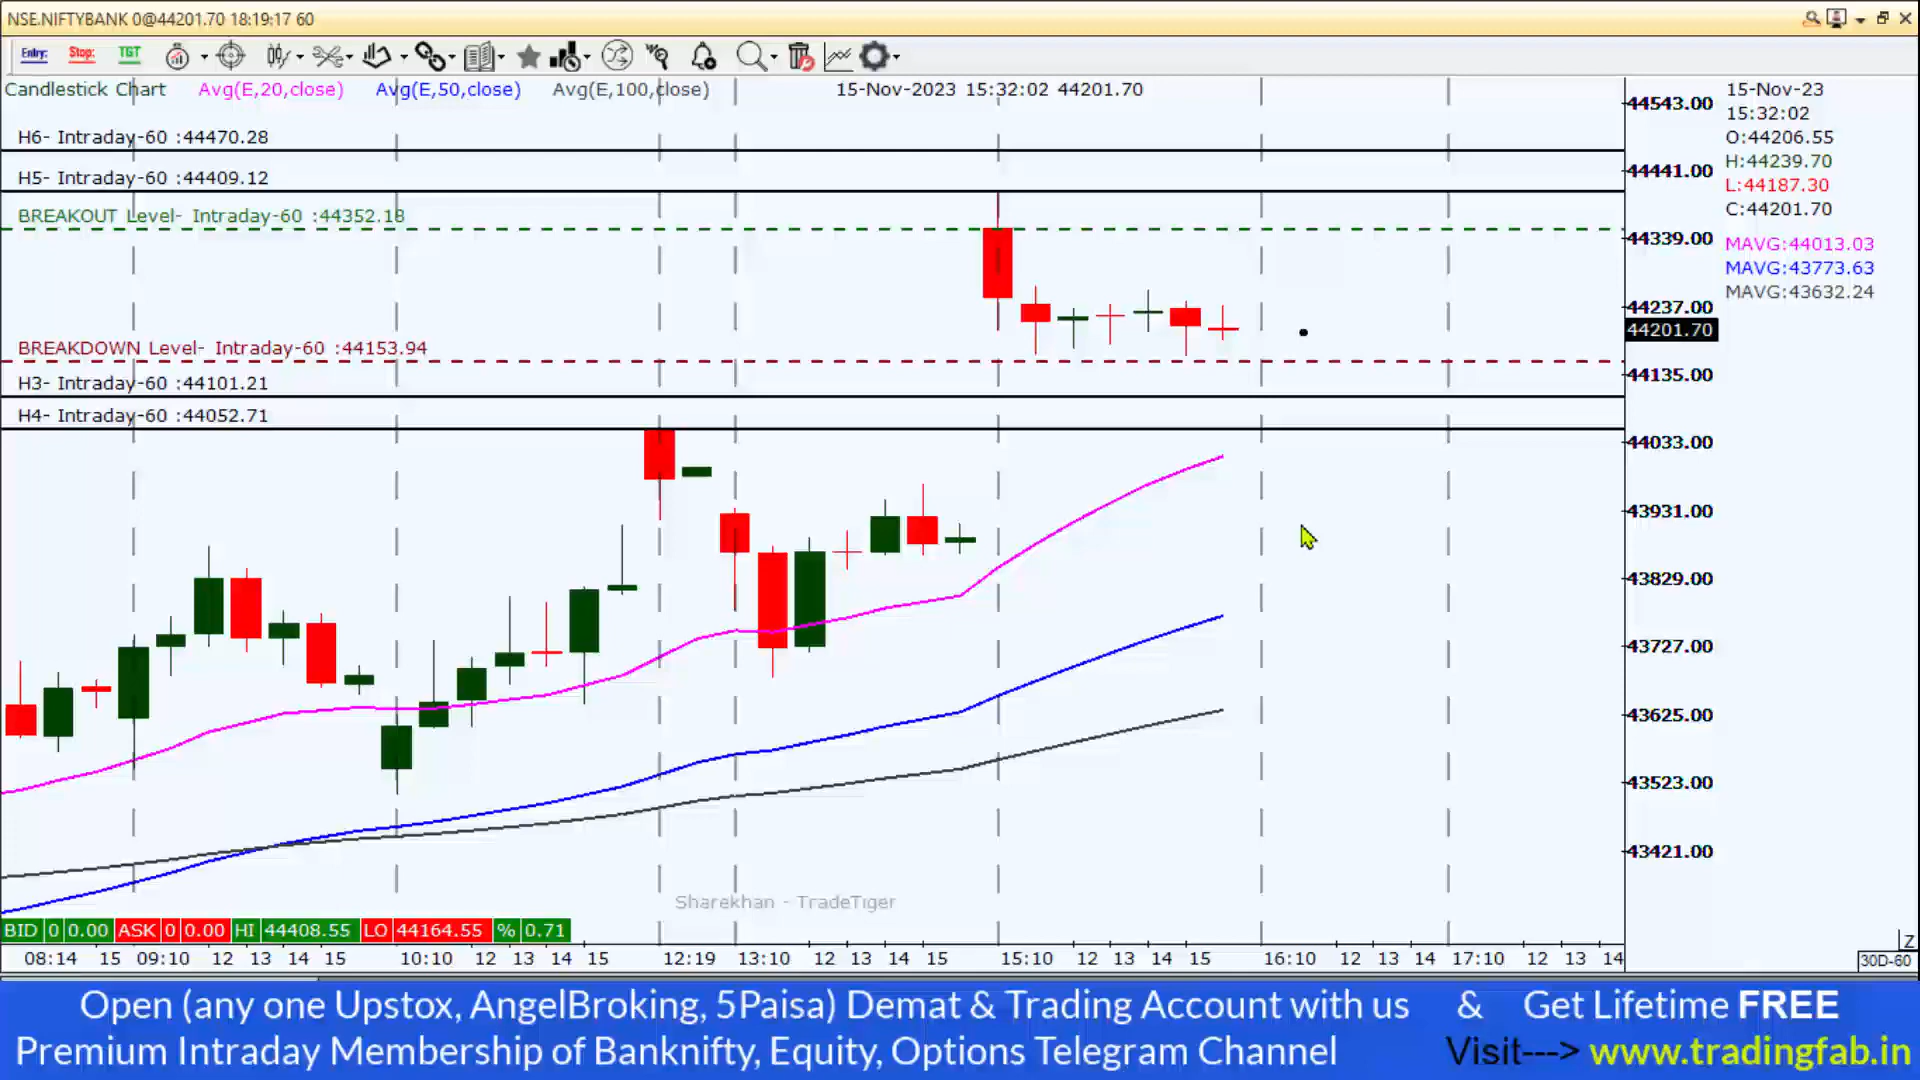 NSE.NIFTYBANK 0@44201.70 18:19:17 60
Entry: Stop: TGT
Candlestick Chart Avg(E,20,close) Avg(E,50,close) Avg(E,100,close) 15-Nov-2023 15:32:02 44201.70
H6- Intraday-60 :44470.28
H5- Intraday-60 :44409.12
BREAKOUT Level- Intraday-60 :44352.18
BREAKDOWN Level- Intraday-60 :44153.94
H3- Intraday-60 :44101.21
H4- Intraday-60 :44052.71
44543.00
44441.00
44339.00
44237.00
44201.70
44135.00
44033.00
43931.00
43829.00
43727.00
43625.00
43523.00
43421.00
15-Nov-23
15:32:02
O:44206.55
H:44239.70
L:44187.30
C:44201.70
MAVG:44013.03
MAVG:43773.63
MAVG:43632.24
Sharekhan - TradeTiger
BID 0 0.00 ASK 0 0.00 HI 44408.55 LO 44164.55 % 0.71
Z
08:14 15 09:10 12 13 14 15 10:10 12 13 14 15 12:19 13:10 12 13 14 15 15:10 12 13 14 15 16:10 12 13 14 17:10 12 13 14
30D-60
Open (any one Upstox, AngelBroking, 5Paisa) Demat & Trading Account with us & Get Lifetime FREE
Premium Intraday Membership of Banknifty, Equity, Options Telegram Channel Visit---> www.tradingfab.in